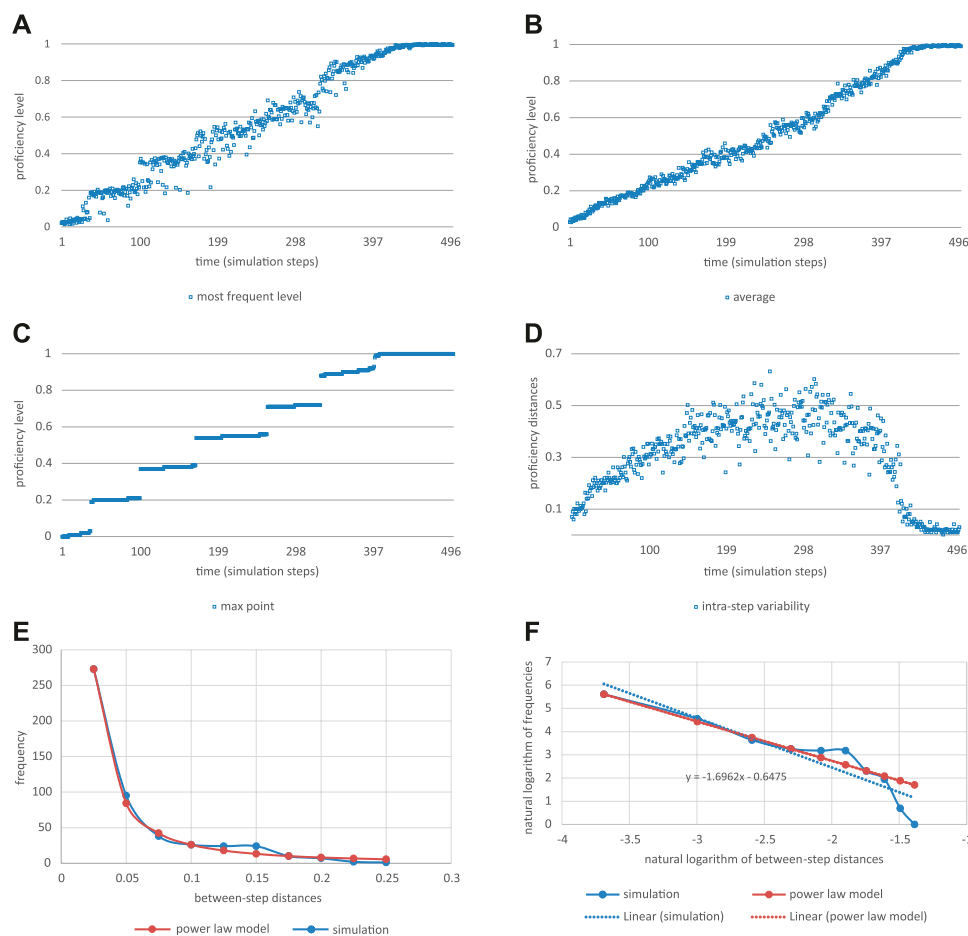 A
proficiency level
1
0.8
0.6
0.4
0.2
0
1 100 199 298 397 496
time (simulation steps)
most frequent level
B
proficiency level
1
0.8
0.6
0.4
0.2
0
1 100 199 298 397 496
time (simulation steps)
average
C
proficiency level
1
0.8
0.6
0.4
0.2
0
1 100 199 298 397 496
time (simulation steps)
max point
D
proficiency distances
0.7
0.5
0.3
0.1
100 199 298 397 496
time (simulation steps)
intra-step variability
E
frequency
300
250
200
150
100
50
0
0 0.05 0.1 0.15 0.2 0.25 0.3
between-step distances
power law model simulation
F
natural logarithm of frequencies
7
6
5
4
3
2
1
0
y = -1.6962x - 0.6475
-4 -3.5 -3 -2.5 -2 -1.5 -1
natural logarithm of between-step distances
simulation power law model
Linear (simulation) Linear (power law model)